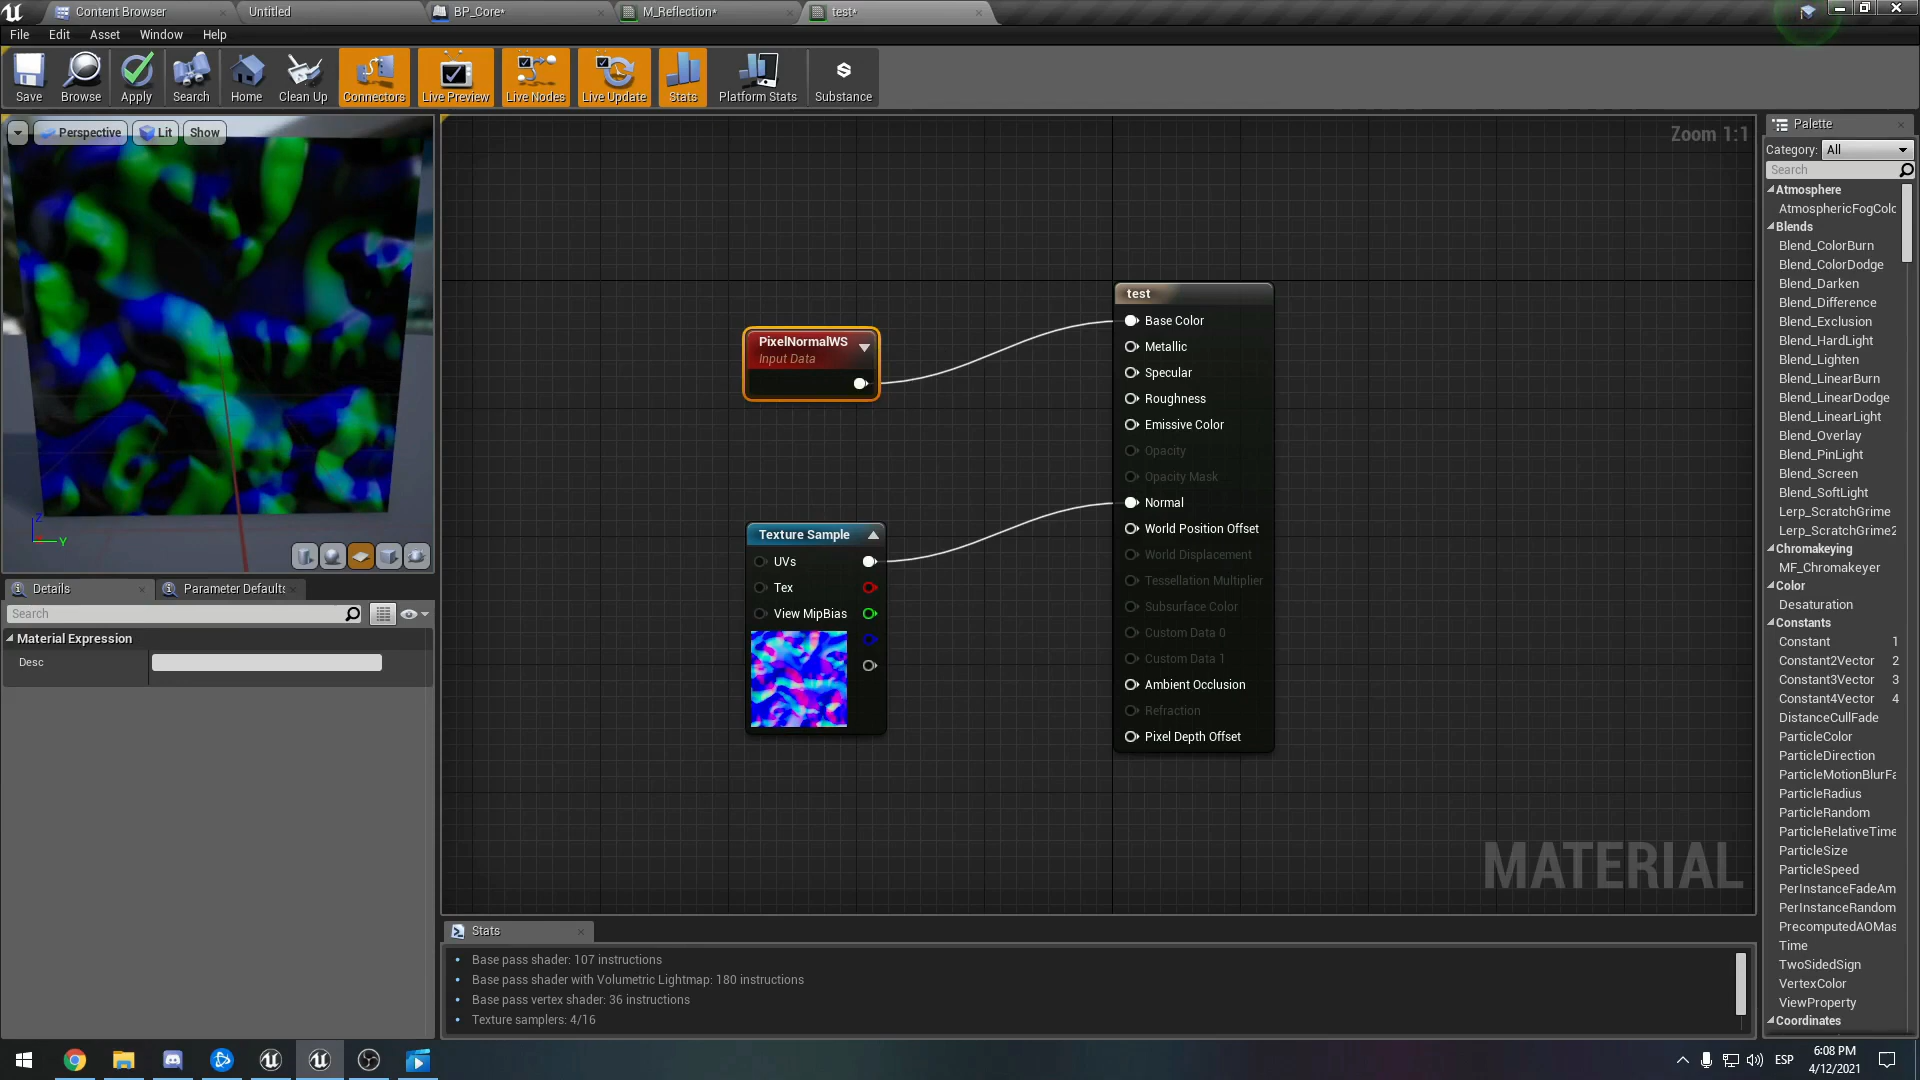 Content Browser
Untitled
BP_Core*
M_Reflection*
test*
File Edit Asset Window Help
Save
Browse
Apply
Search
Home
Clean Up
Connectors
Live Preview
Live Nodes
Live Update
Stats
Platform Stats
Substance
Perspective
Lit
Show
Z
Y
Details
Parameter Defaults
Search
Material Expression
Desc
Zoom 1:1
PixelNormalWS
Input Data
Texture Sample
UVs
Tex
View MipBias
test
Base Color
Metallic
Specular
Roughness
Emissive Color
Opacity
Opacity Mask
Normal
World Position Offset
World Displacement
Tessellation Multiplier
Subsurface Color
Custom Data 0
Custom Data 1
Ambient Occlusion
Refraction
Pixel Depth Offset
MATERIAL
Stats
Base pass shader: 107 instructions
Base pass shader with Volumetric Lightmap: 180 instructions
Base pass vertex shader: 36 instructions
Texture samplers: 4/16
Palette
Category: All
Search
Atmosphere
AtmosphericFogColo
Blends
Blend_ColorBurn
Blend_ColorDodge
Blend_Darken
Blend_Difference
Blend_Exclusion
Blend_HardLight
Blend_Lighten
Blend_LinearBurn
Blend_LinearDodge
Blend_LinearLight
Blend_Overlay
Blend_PinLight
Blend_Screen
Blend_SoftLight
Lerp_ScratchGrime
Lerp_ScratchGrime2
Chromakeying
MF_Chromakeyer
Color
Desaturation
Constants
Constant 1
Constant2Vector 2
Constant3Vector 3
Constant4Vector 4
DistanceCullFade
ParticleColor
ParticleDirection
ParticleMotionBlurFa
ParticleRadius
ParticleRandom
ParticleRelativeTime
ParticleSize
ParticleSpeed
PerInstanceFadeAm
PerInstanceRandom
PrecomputedAOMas
Time
TwoSidedSign
VertexColor
ViewProperty
Coordinates
ESP
6:08 PM
4/12/2021